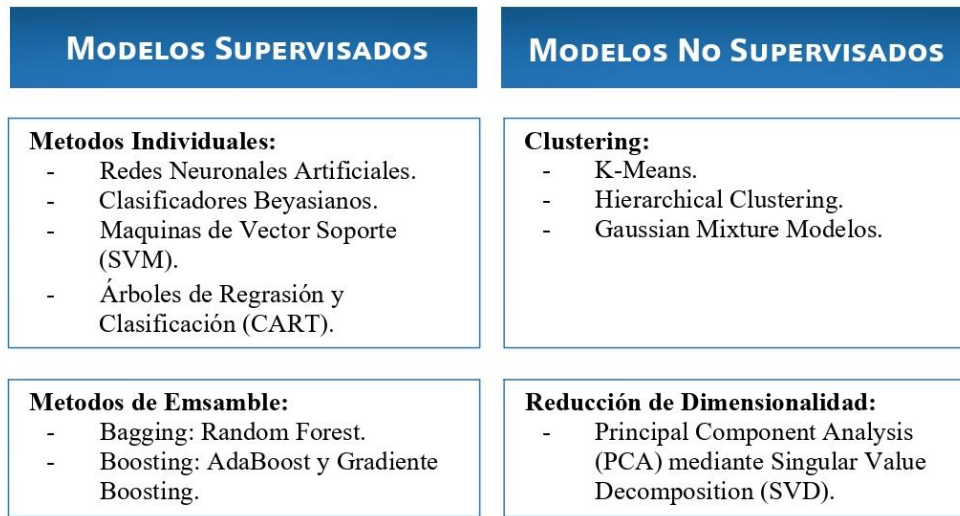 MODELOS SUPERVISADOS
Metodos Individuales:
- Redes Neuronales Artificiales.
- Clasificadores Beyasianos.
- Maquinas de Vector Soporte
(SVM).
- Árboles de Regrasión y
Clasificación (CART).
Metodos de Emsamble:
- Bagging: Random Forest.
- Boosting: AdaBoost y Gradiente
Boosting.
MODELOS NO SUPERVISADOS
Clustering:
- K-Means.
- Hierarchical Clustering.
- Gaussian Mixture Modelos.
Reducción de Dimensionalidad:
- Principal Component Analysis
(PCA) mediante Singular Value
Decomposition (SVD).